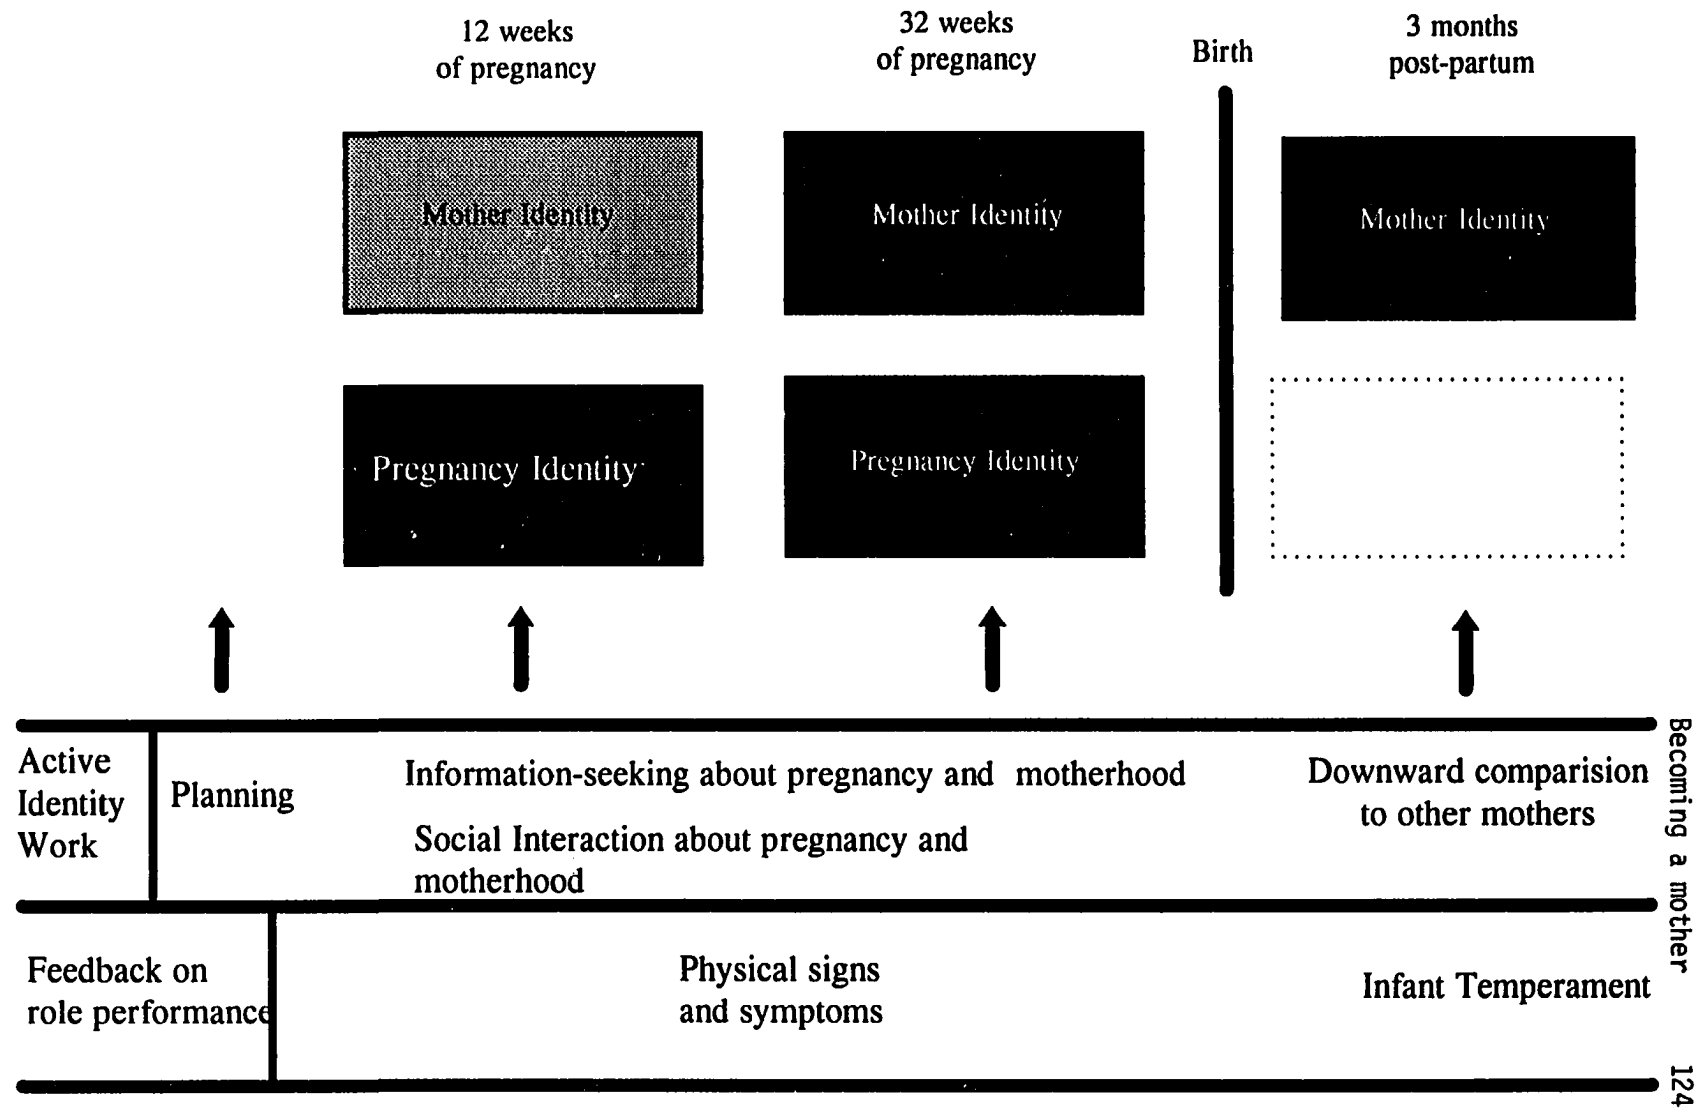 12 weeks
of pregnancy
32 weeks
of pregnancy
Birth
3 months
post-partum
Mother Identity
Mother Identity
Mother Identity
Pregnancy Identity
Pregnancy Identity
Active
Identity
Work
Planning
Information-seeking about pregnancy and motherhood
Social Interaction about pregnancy and
motherhood
Downward comparision
to other mothers
Feedback on
role performance
Physical signs
and symptoms
Infant Temperament
Becoming a mother
124